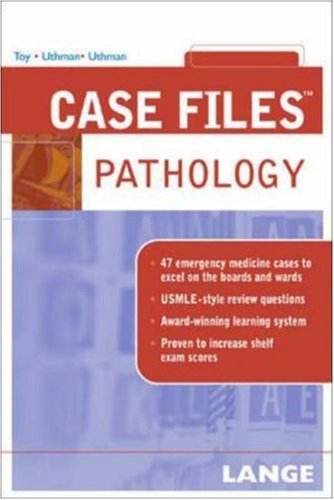 Toy • Uthman • Uthman
CASE FILES™
PATHOLOGY
• 47 emergency medicine cases to
excel on the boards and wards
• USMLE-style review questions
• Award-winning learning system
• Proven to increase shelf
exam scores
LANGE